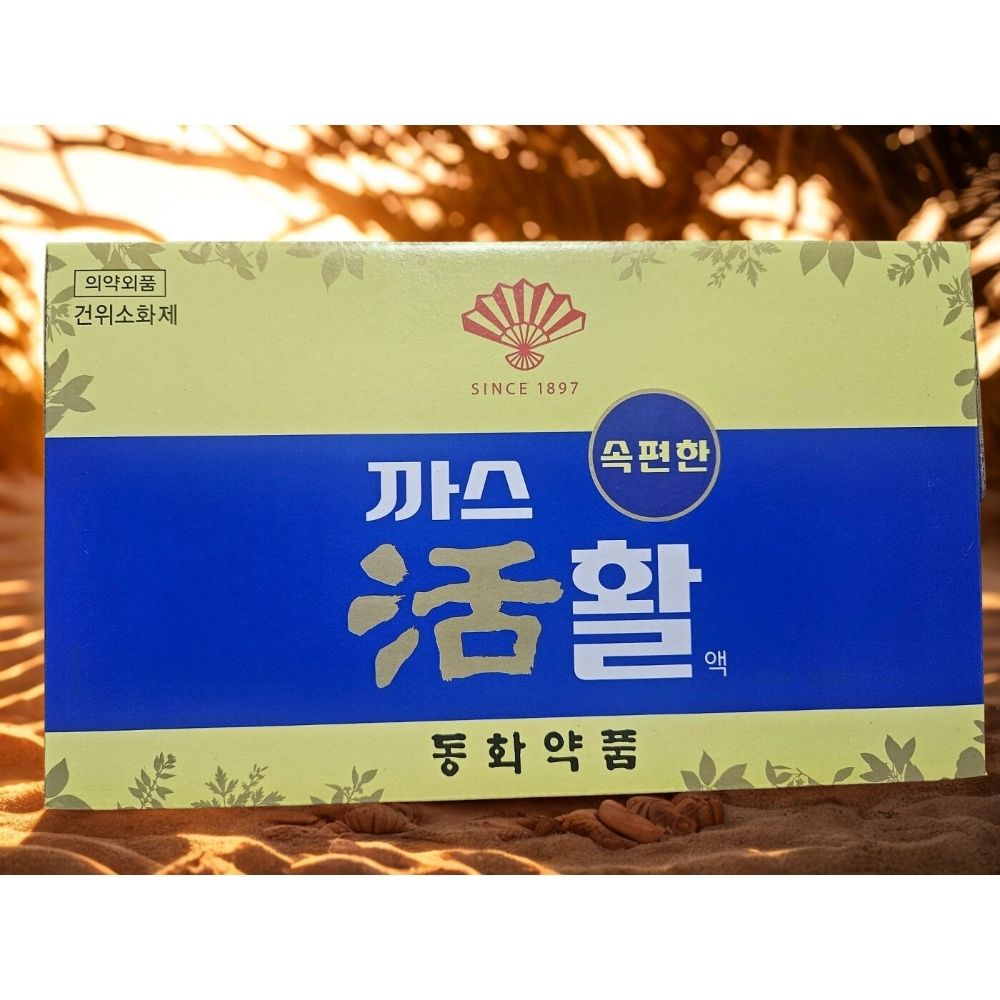 의약외품
건위소화제
SINCE 1897
속편한
까스
活활액
동화약품